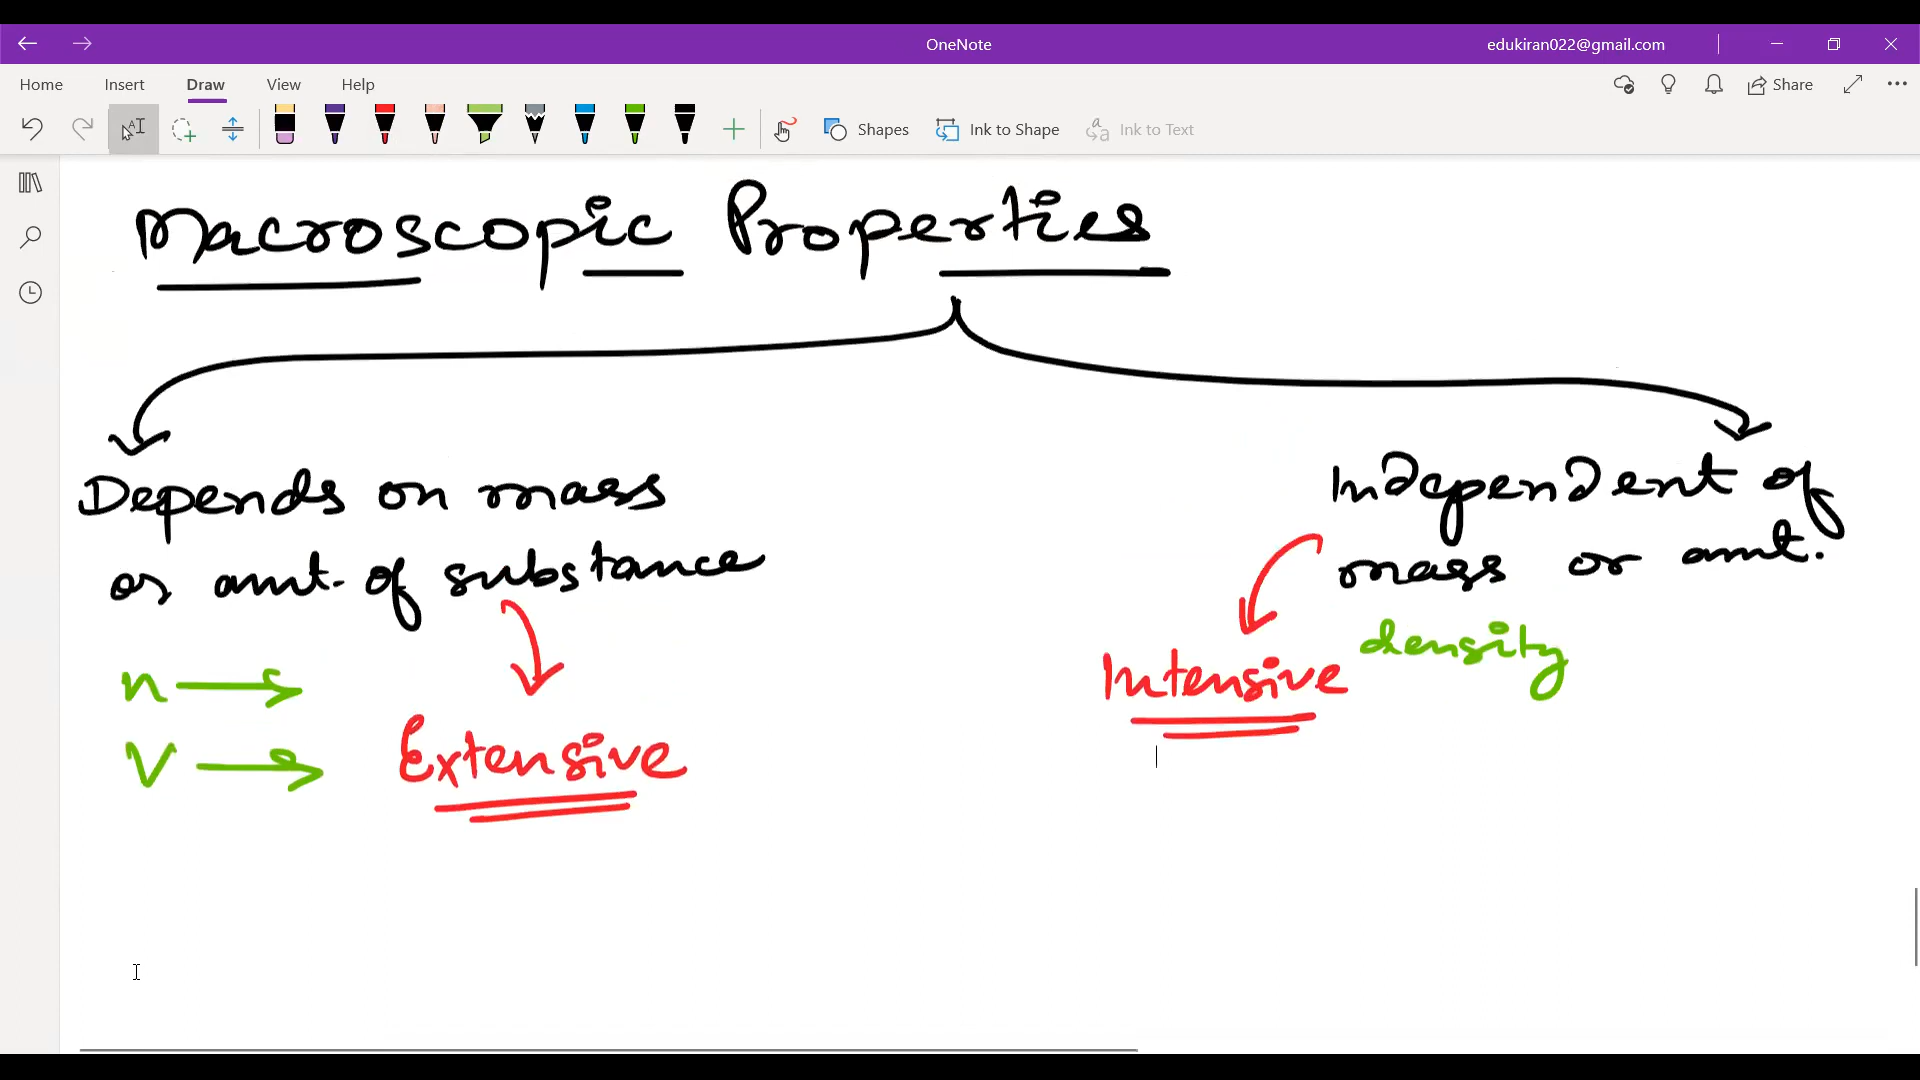 OneNote
edukiran022@gmail.com
Home Insert Draw View Help
Share
Shapes Ink to Shape Ink to Text
Macroscopic Properties
Depends on mass
or amt. of substance
Independent of
mass or amt.
n →
V →
Extensive
Intensive
density